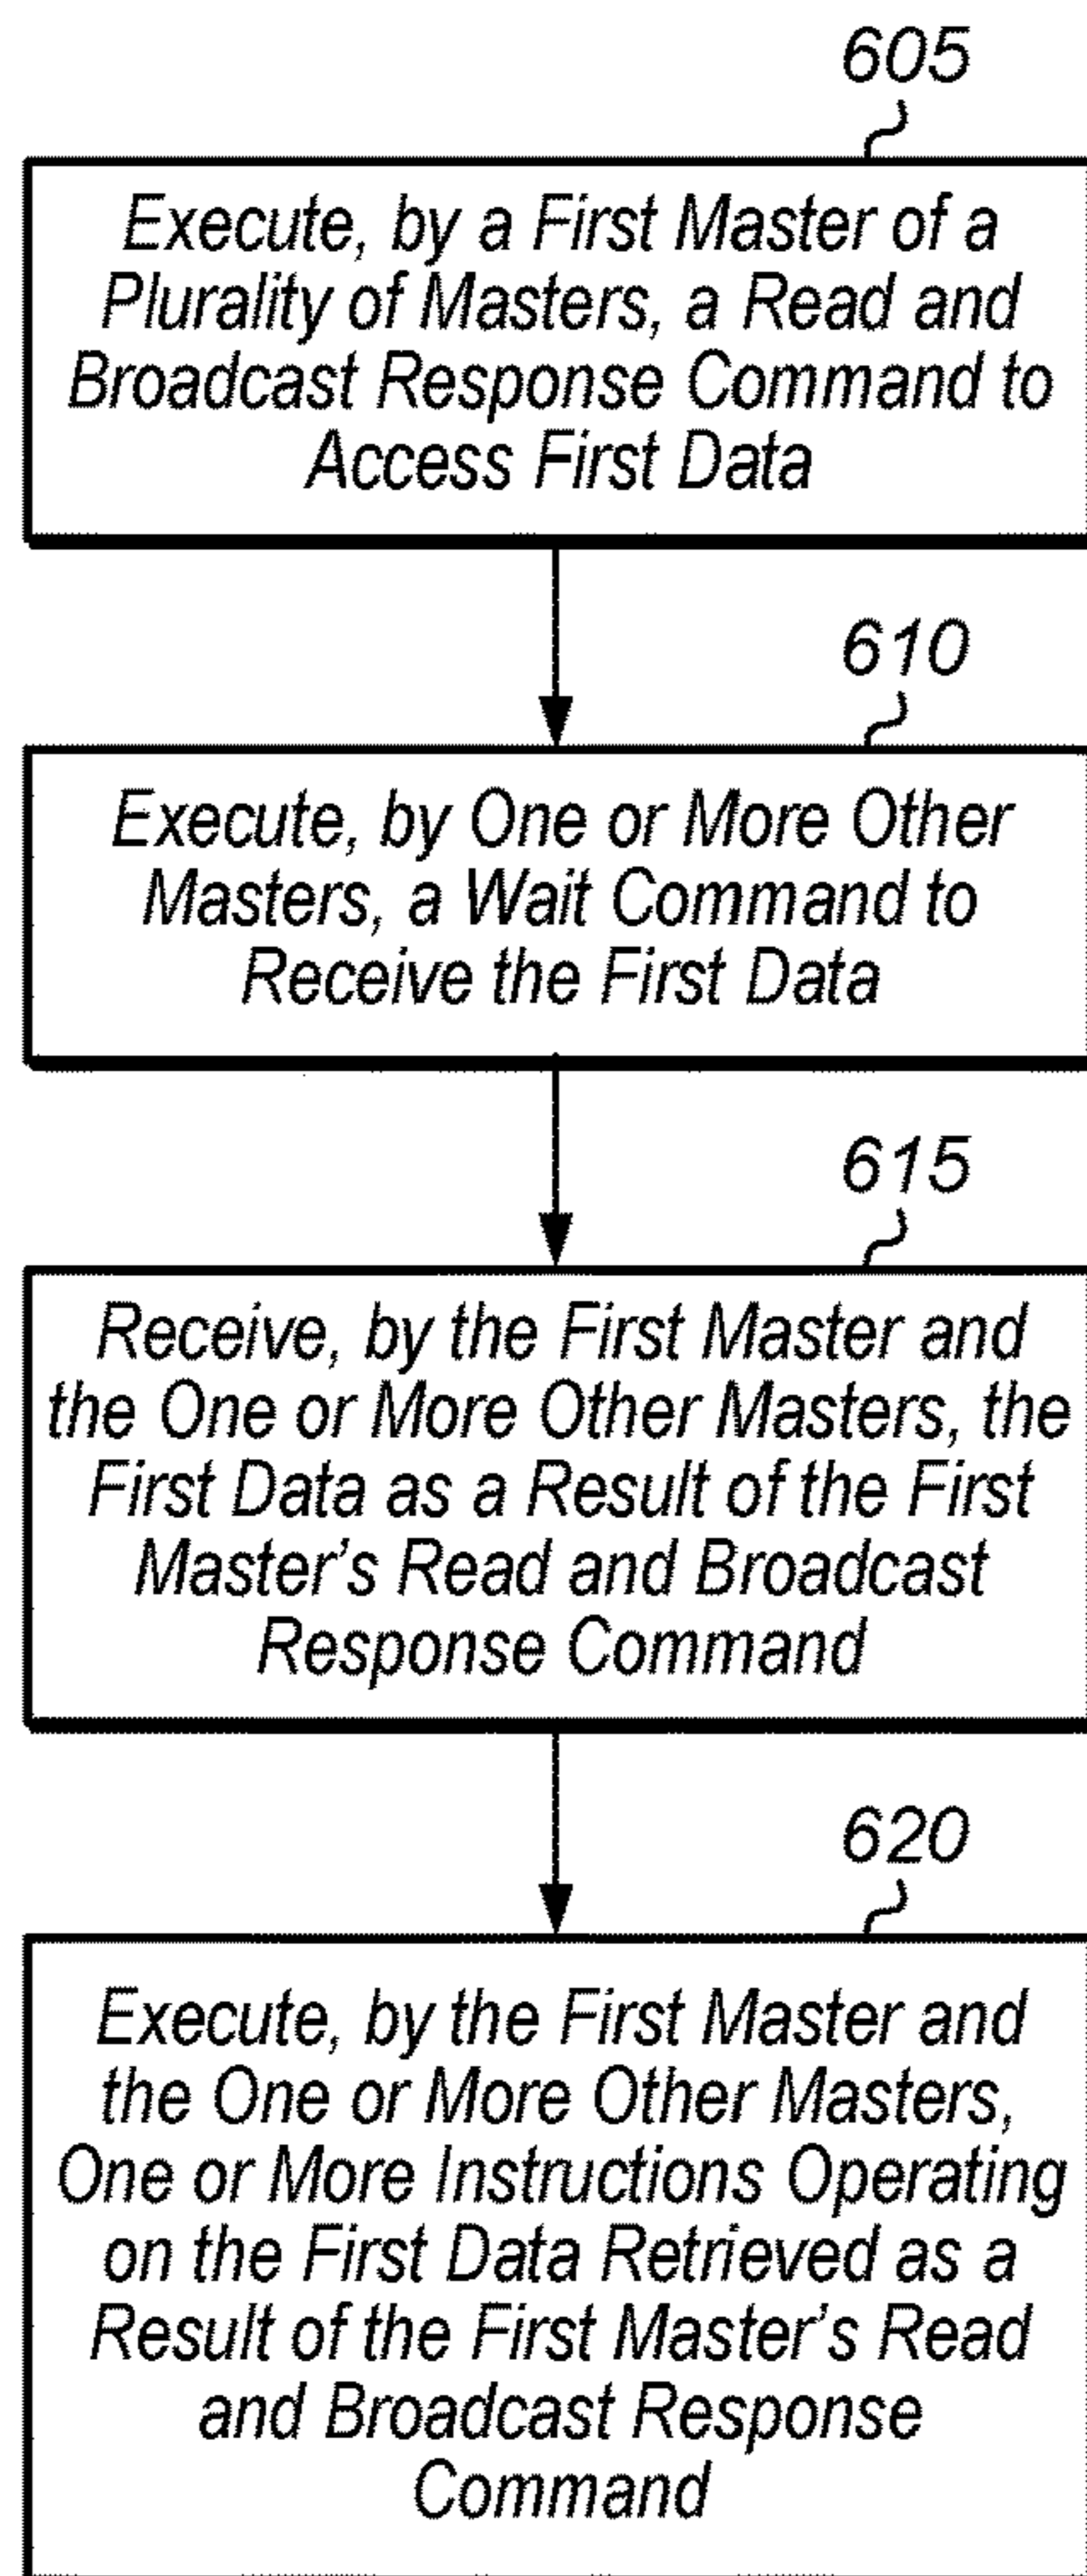 605
Execute, by a First Master of a
Plurality of Masters, a Read and
Broadcast Response Command to
Access First Data
610
Execute, by One or More Other
Masters, a Wait Command to
Receive the First Data
615
Receive, by the First Master and
the One or More Other Masters, the
First Data as a Result of the First
Master's Read and Broadcast
Response Command
620
Execute, by the First Master and
the One or More Other Masters,
One or More Instructions Operating
on the First Data Retrieved as a
Result of the First Master's Read
and Broadcast Response
Command